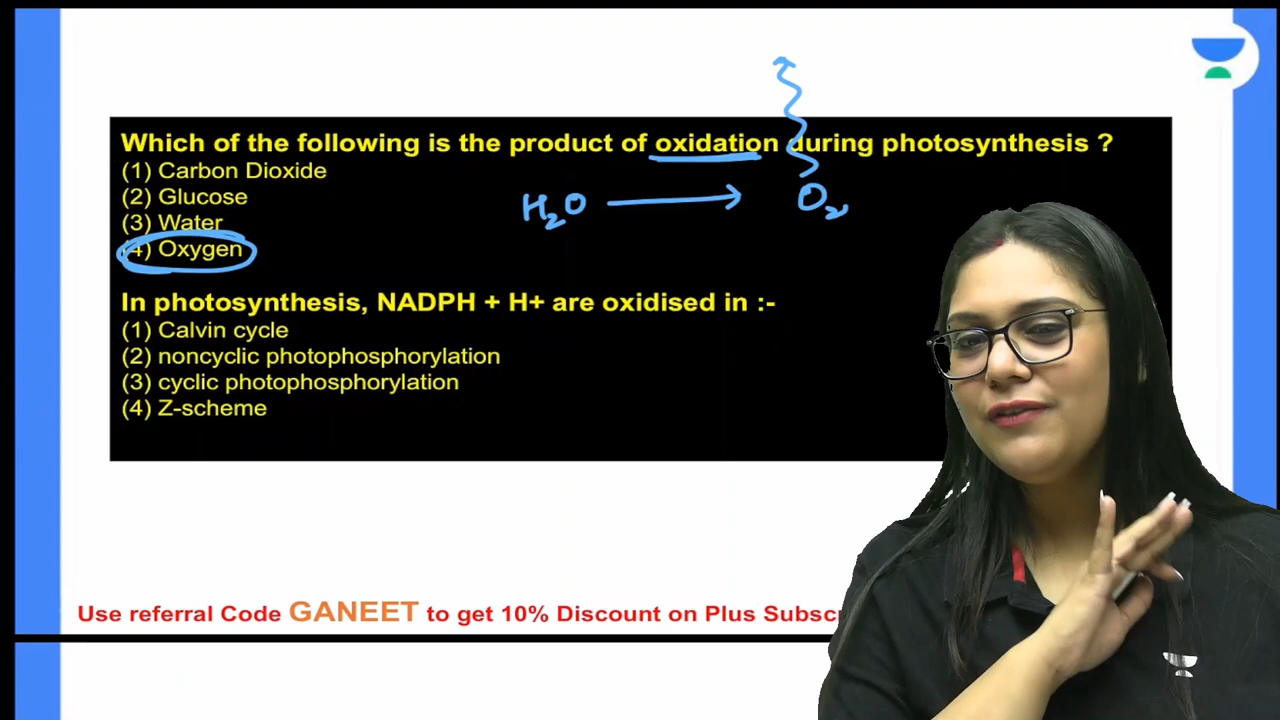 Which of the following is the product of oxidation during photosynthesis ?
(1) Carbon Dioxide
(2) Glucose
(3) Water
(4) Oxygen
H₂O → O₂
In photosynthesis, NADPH + H+ are oxidised in :-
(1) Calvin cycle
(2) noncyclic photophosphorylation
(3) cyclic photophosphorylation
(4) Z-scheme
Use referral Code GANEET to get 10% Discount on Plus Subsc